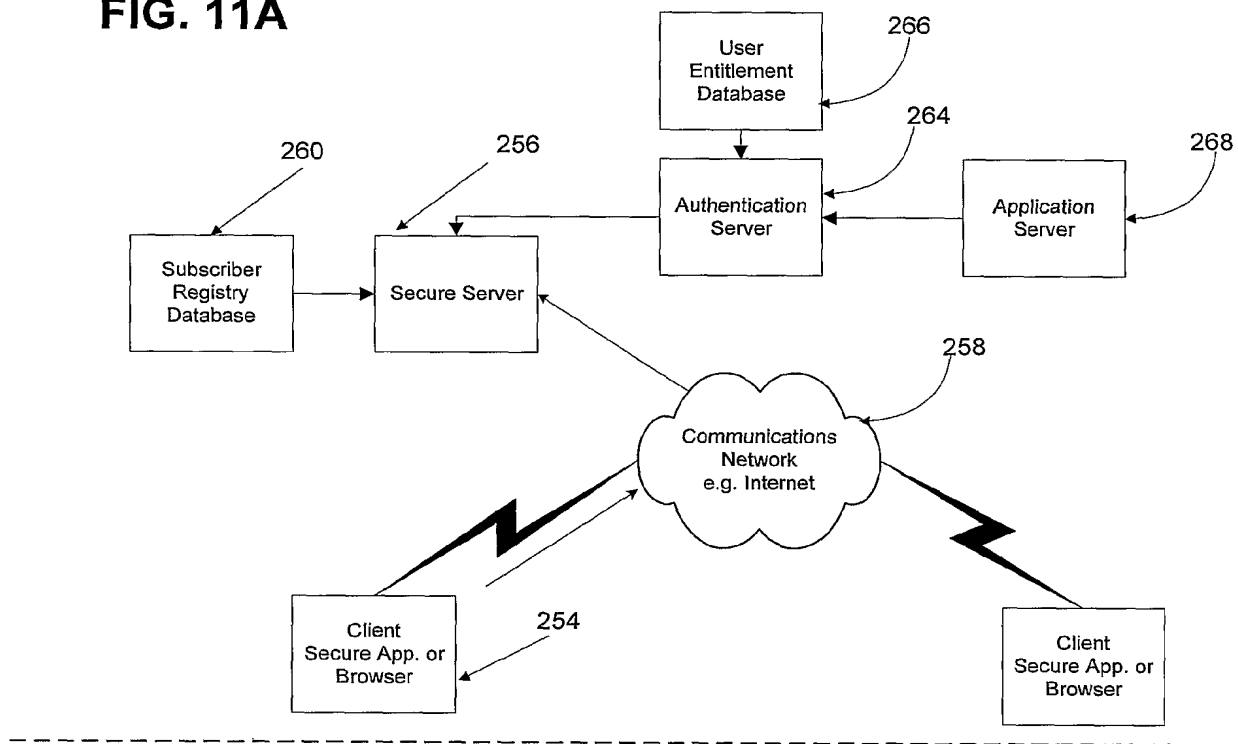 FIG. 11A
266
User
Entitlement
Database
264
268
260
256
Authentication
Server
Application
Server
Subscriber
Registry
Database
Secure Server
258
Communications
Network
e.g. Internet
254
Client
Secure App. or
Browser
Client
Secure App. or
Browser